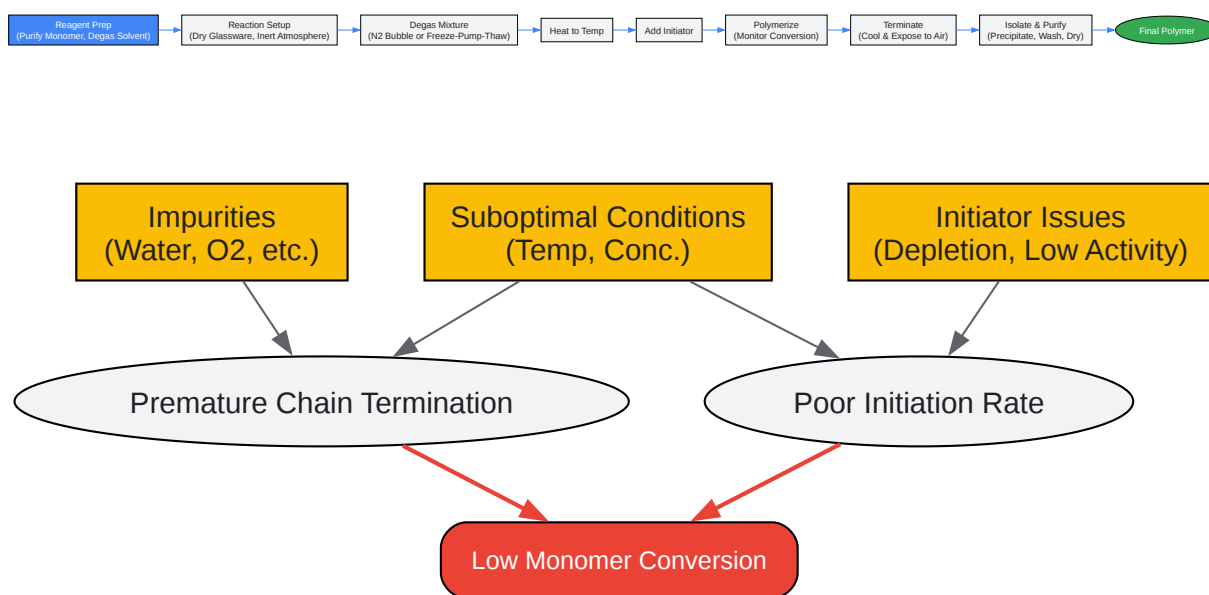 Reagent Prep
(Purify Monomer, Degas Solvent)
Reaction Setup
(Dry Glassware, Inert Atmosphere)
Degas Mixture
(N2 Bubble or Freeze-Pump-Thaw)
Heat to Temp
Add Initiator
Polymerize
(Monitor Conversion)
Terminate
(Cool & Expose to Air)
Isolate & Purify
(Precipitate, Wash, Dry)
Final Polymer
Impurities
(Water, O2, etc.)
Suboptimal Conditions
(Temp, Conc.)
Initiator Issues
(Depletion, Low Activity)
Premature Chain Termination
Poor Initiation Rate
Low Monomer Conversion